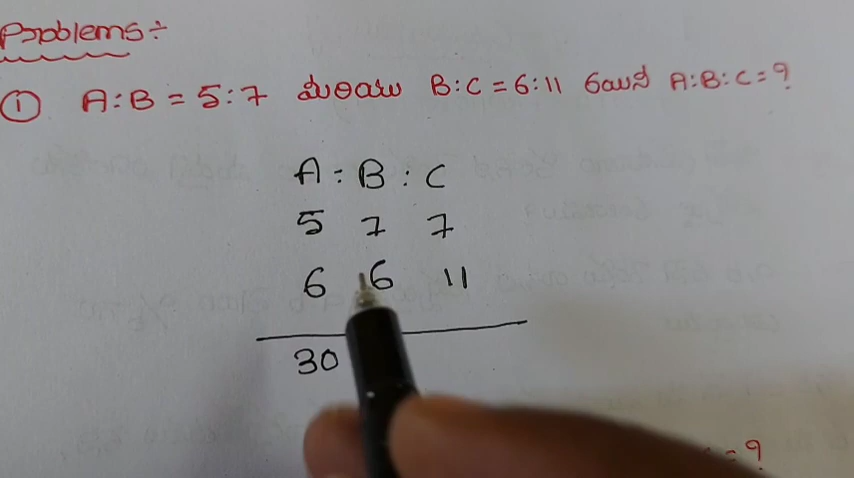 Problems÷
① A:B = 5:7 మరియు B:C = 6:11 అయిన A:B:C = ?
A : B : C
5 7 7
6 6 11
30
= ?